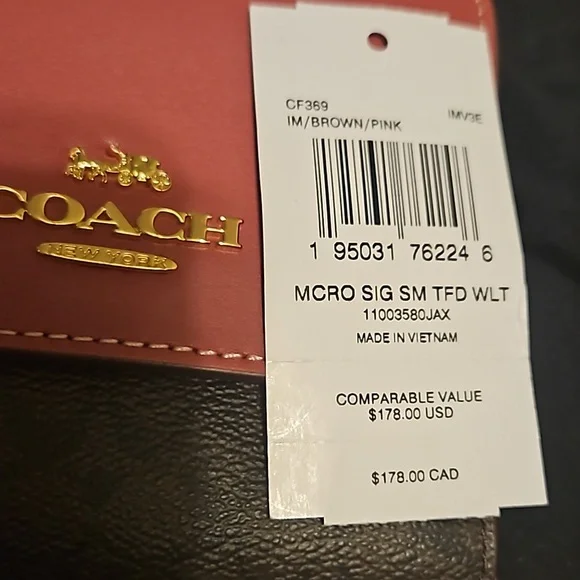 COACH
NEW YORK
CF369
IM/BROWN/PINK
IMV3E
1 95031 76224 6
MCRO SIG SM TFD WLT
11003580JAX
MADE IN VIETNAM
COMPARABLE VALUE
$178.00 USD
$178.00 CAD